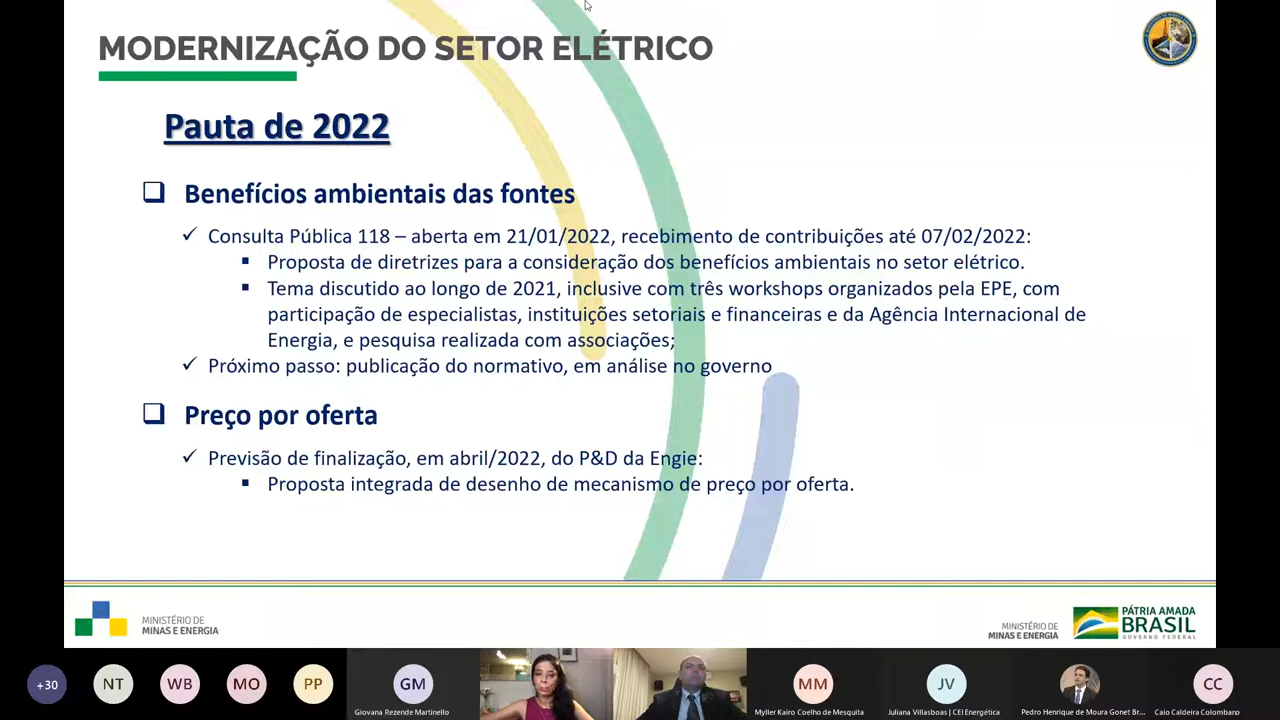 MODERNIZAÇÃO DO SETOR ELÉTRICO
Pauta de 2022
Benefícios ambientais das fontes
Consulta Pública 118 – aberta em 21/01/2022, recebimento de contribuições até 07/02/2022:
Proposta de diretrizes para a consideração dos benefícios ambientais no setor elétrico.
Tema discutido ao longo de 2021, inclusive com três workshops organizados pela EPE, com
participação de especialistas, instituições setoriais e financeiras e da Agência Internacional de
Energia, e pesquisa realizada com associações;
Próximo passo: publicação do normativo, em análise no governo
Preço por oferta
Previsão de finalização, em abril/2022, do P&D da Engie:
Proposta integrada de desenho de mecanismo de preço por oferta.
MINISTÉRIO DE
MINAS E ENERGIA
MINISTÉRIO DE
MINAS E ENERGIA
PÁTRIA AMADA
BRASIL
GOVERNO FEDERAL
+30
NT
WB
MO
PP
GM
Giovana Rezende Martinello
MM
Myller Kairo Coelho de Mesquita
JV
Juliana Villasboas | CEI Energética
Pedro Henrique de Moura Gonet Br...
CC
Caio Caldeira Colombaro